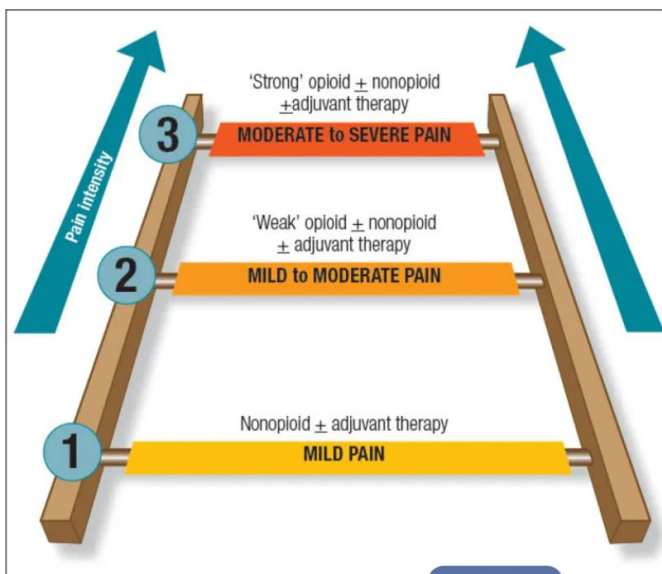 'Strong' opioid ± nonopioid
±adjuvant therapy
3
MODERATE to SEVERE PAIN
Pain intensity
'Weak' opioid ± nonopioid
± adjuvant therapy
2
MILD to MODERATE PAIN
Nonopioid ± adjuvant therapy
1
MILD PAIN